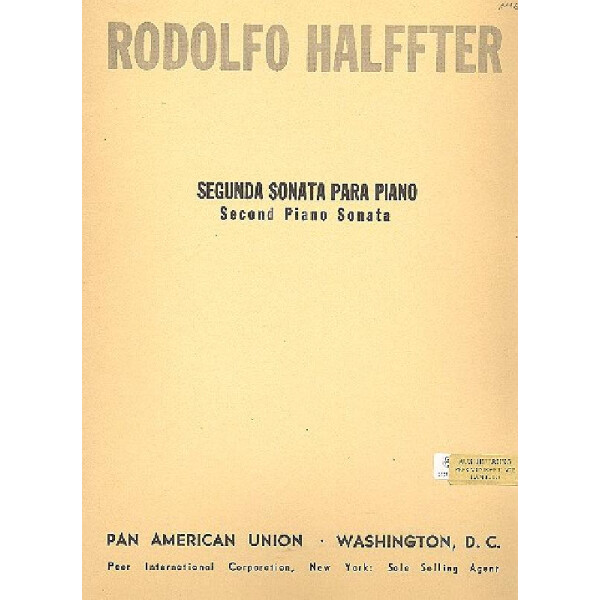 RODOLFO HALFFTER
SEGUNDA SONATA PARA PIANO
Second Piano Sonata
PAN AMERICAN UNION · WASHINGTON, D. C.
Peer International Corporation, New York: Sole Selling Agent